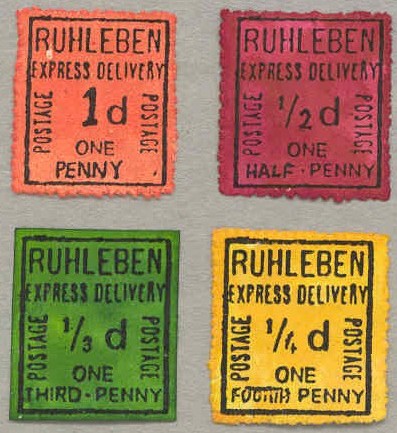 RUHLEBEN
EXPRESS DELIVERY
POSTAGE 1d POSTAGE
ONE
PENNY
RUHLEBEN
EXPRESS DELIVERY
POSTAGE 1/2 d POSTAGE
ONE
HALF-PENNY
RUHLEBEN
EXPRESS DELIVERY
POSTAGE 1/3 d POSTAGE
ONE
THIRD-PENNY
RUHLEBEN
EXPRESS DELIVERY
POSTAGE 1/4 d POSTAGE
ONE
PENNY